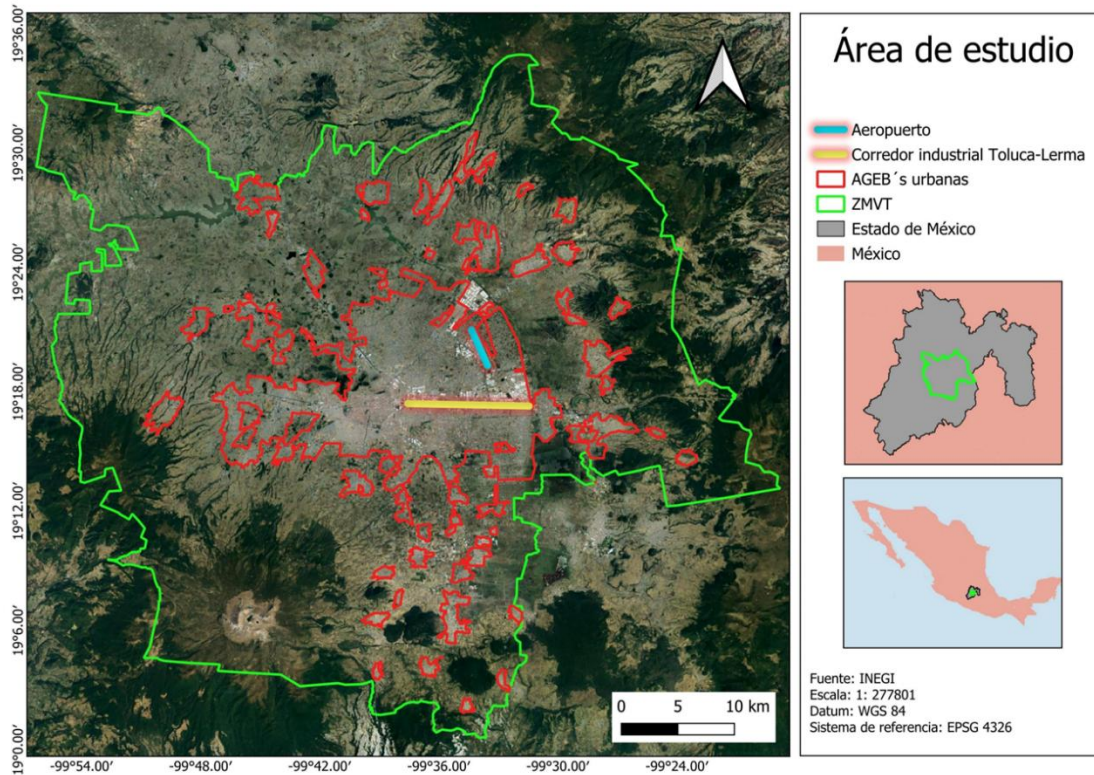 Área de estudio
Aeropuerto
Corredor industrial Toluca-Lerma
AGEB´s urbanas
ZMVT
Estado de México
México
19°36.00'
19°30.00'
19°24.00'
19°18.00'
19°12.00'
19°6.00'
19°0.00'
-99°54.00'
-99°48.00'
-99°42.00'
-99°36.00'
-99°30.00'
-99°24.00'
0 5 10 km
Fuente: INEGI
Escala: 1: 277801
Datum: WGS 84
Sistema de referencia: EPSG 4326